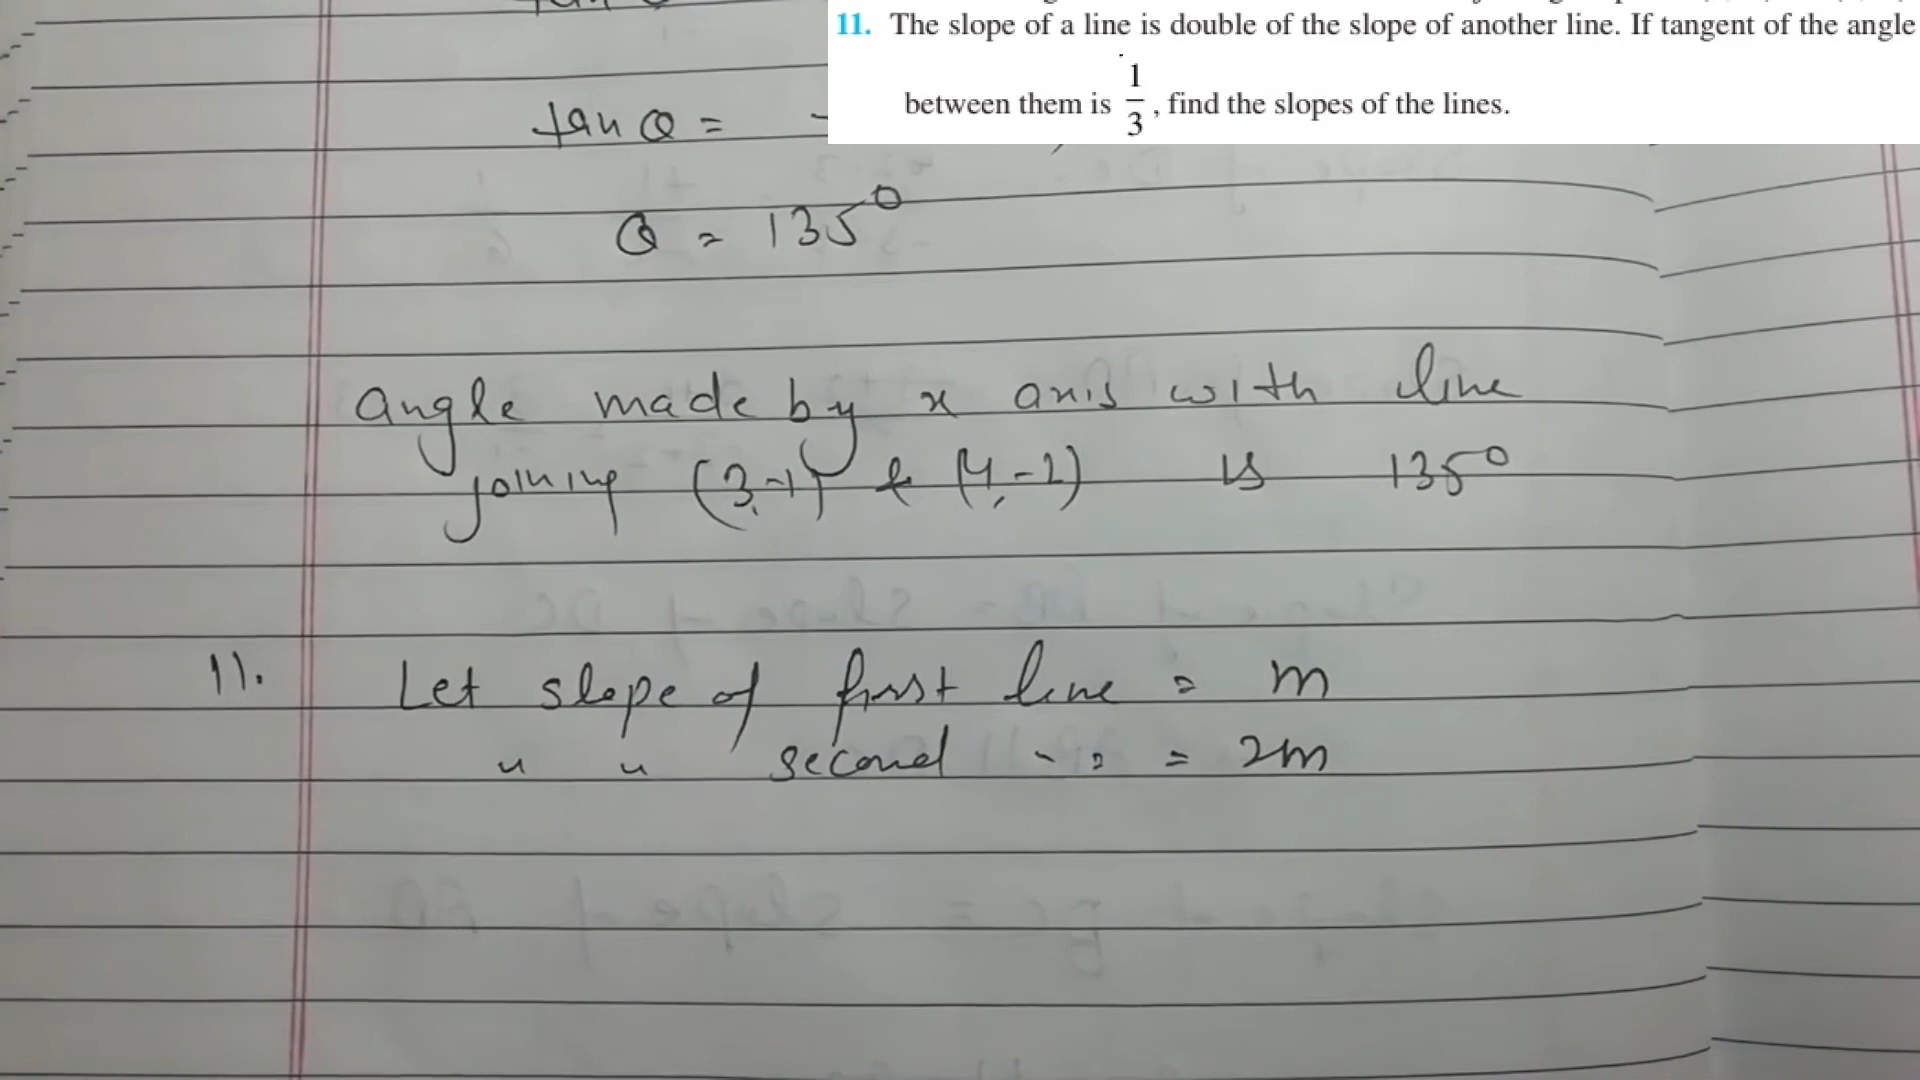 11. The slope of a line is double of the slope of another line. If tangent of the angle
between them is 1/3, find the slopes of the lines.
tan θ =
θ = 135°
angle made by x axis with line
joining (3,-1) & (4,-2) is 135°
11. Let slope of first line = m
" " second " " = 2m